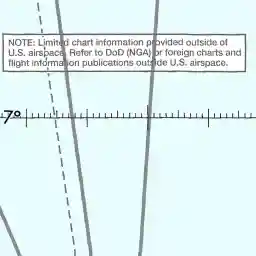 NOTE: Limited chart information provided outside of
U.S. airspace. Refer to DoD (NGA) or foreign charts and
flight information publications outside U.S. airspace.
7°